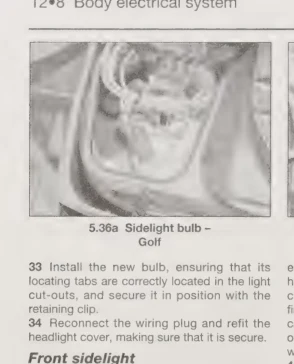 12•8 Body electrical system
5.36a Sidelight bulb –
Golf
33 Install the new bulb, ensuring that its
locating tabs are correctly located in the light
cut-outs, and secure it in position with the
retaining clip.
34 Reconnect the wiring plug and refit the
headlight cover, making sure that it is secure.
Front sidelight